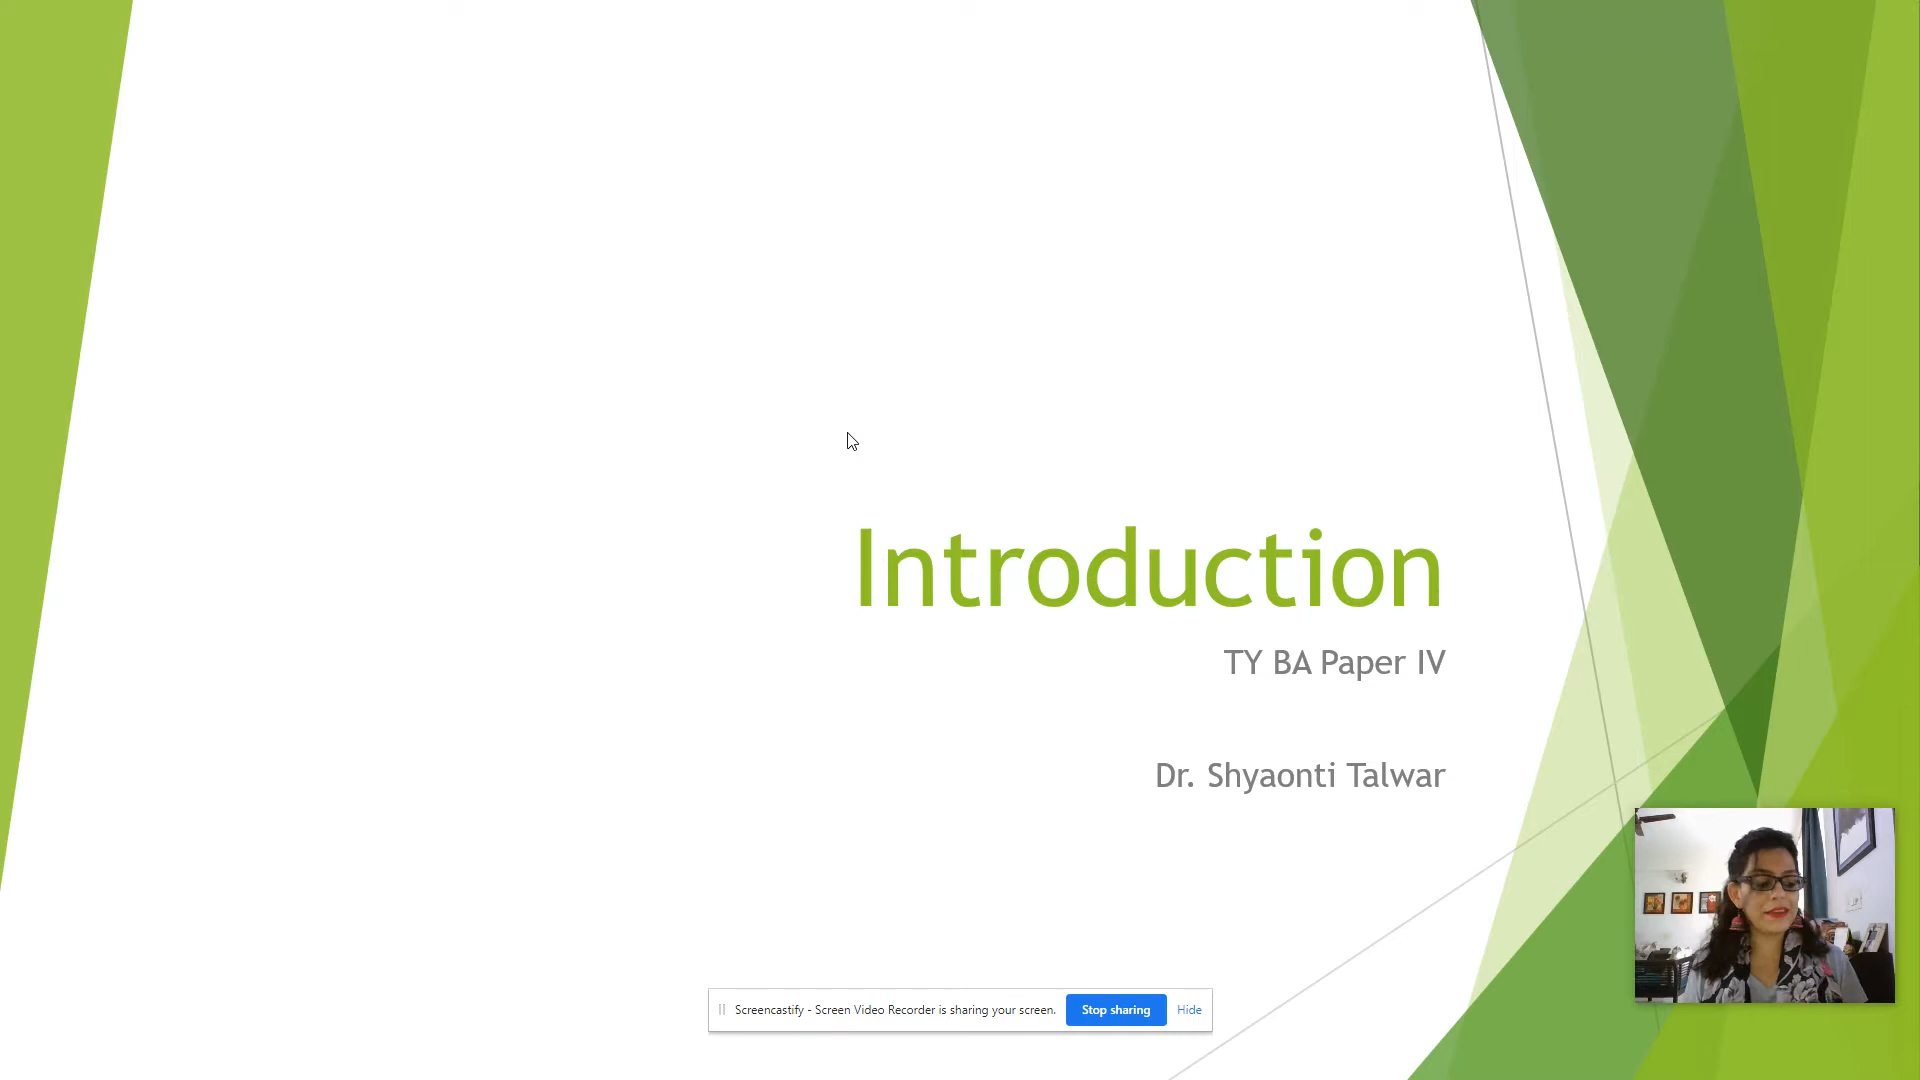 Introduction
TY BA Paper IV
Dr. Shyaonti Talwar
Screencastify - Screen Video Recorder is sharing your screen. Stop sharing Hide